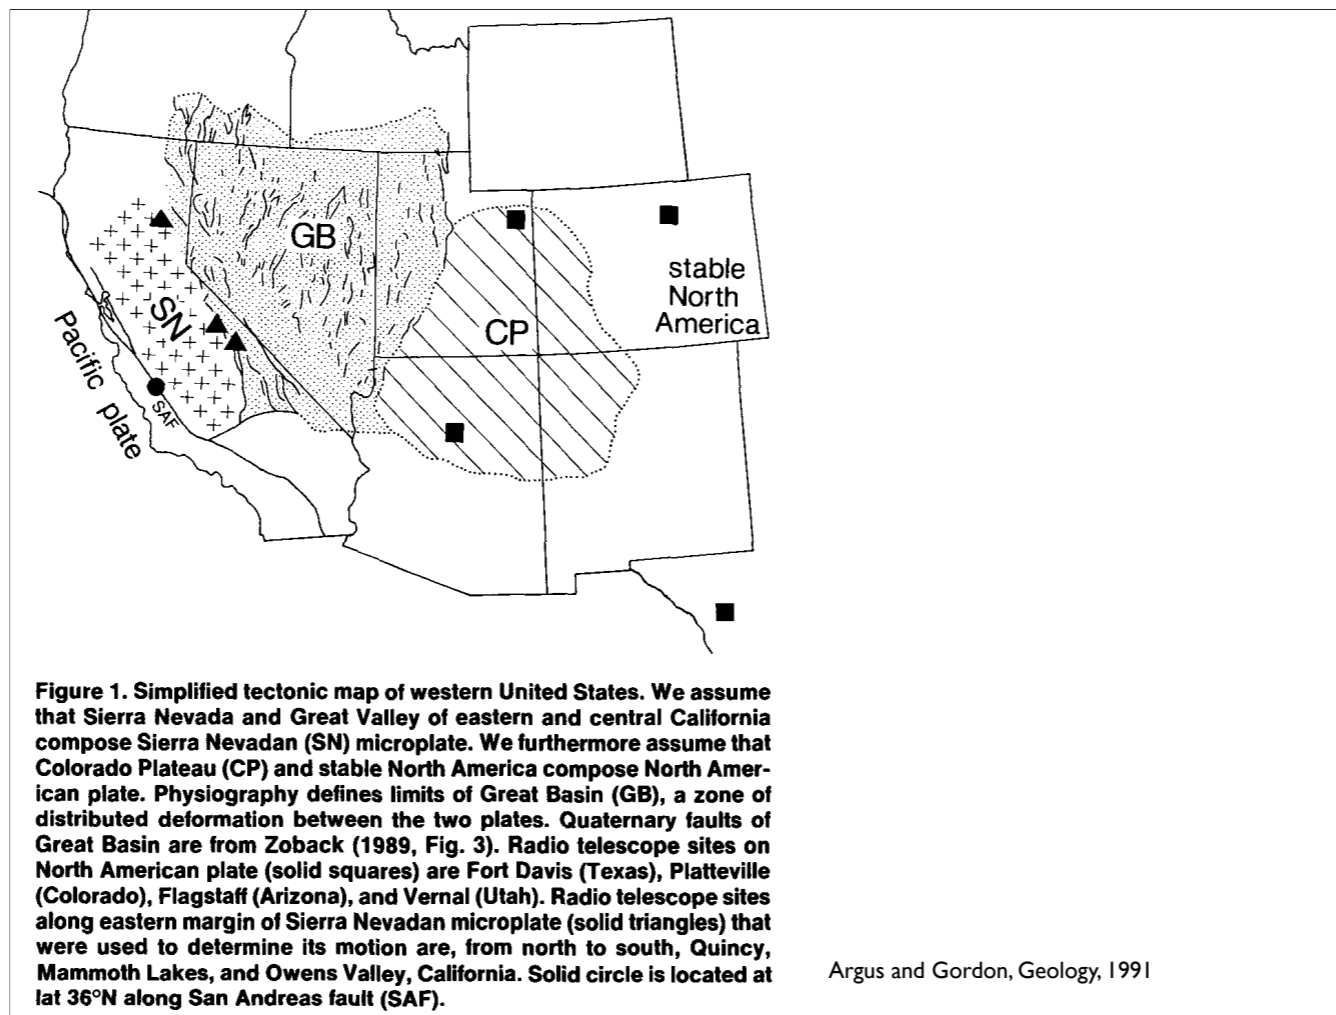 GB
stable
North
America
SN
CP
Pacific plate
SAF
Figure 1. Simplified tectonic map of western United States. We assume
that Sierra Nevada and Great Valley of eastern and central California
compose Sierra Nevadan (SN) microplate. We furthermore assume that
Colorado Plateau (CP) and stable North America compose North Amer-
ican plate. Physiography defines limits of Great Basin (GB), a zone of
distributed deformation between the two plates. Quaternary faults of
Great Basin are from Zoback (1989, Fig. 3). Radio telescope sites on
North American plate (solid squares) are Fort Davis (Texas), Platteville
(Colorado), Flagstaff (Arizona), and Vernal (Utah). Radio telescope sites
along eastern margin of Sierra Nevadan microplate (solid triangles) that
were used to determine its motion are, from north to south, Quincy,
Mammoth Lakes, and Owens Valley, California. Solid circle is located at
lat 36°N along San Andreas fault (SAF).
Argus and Gordon, Geology, 1991